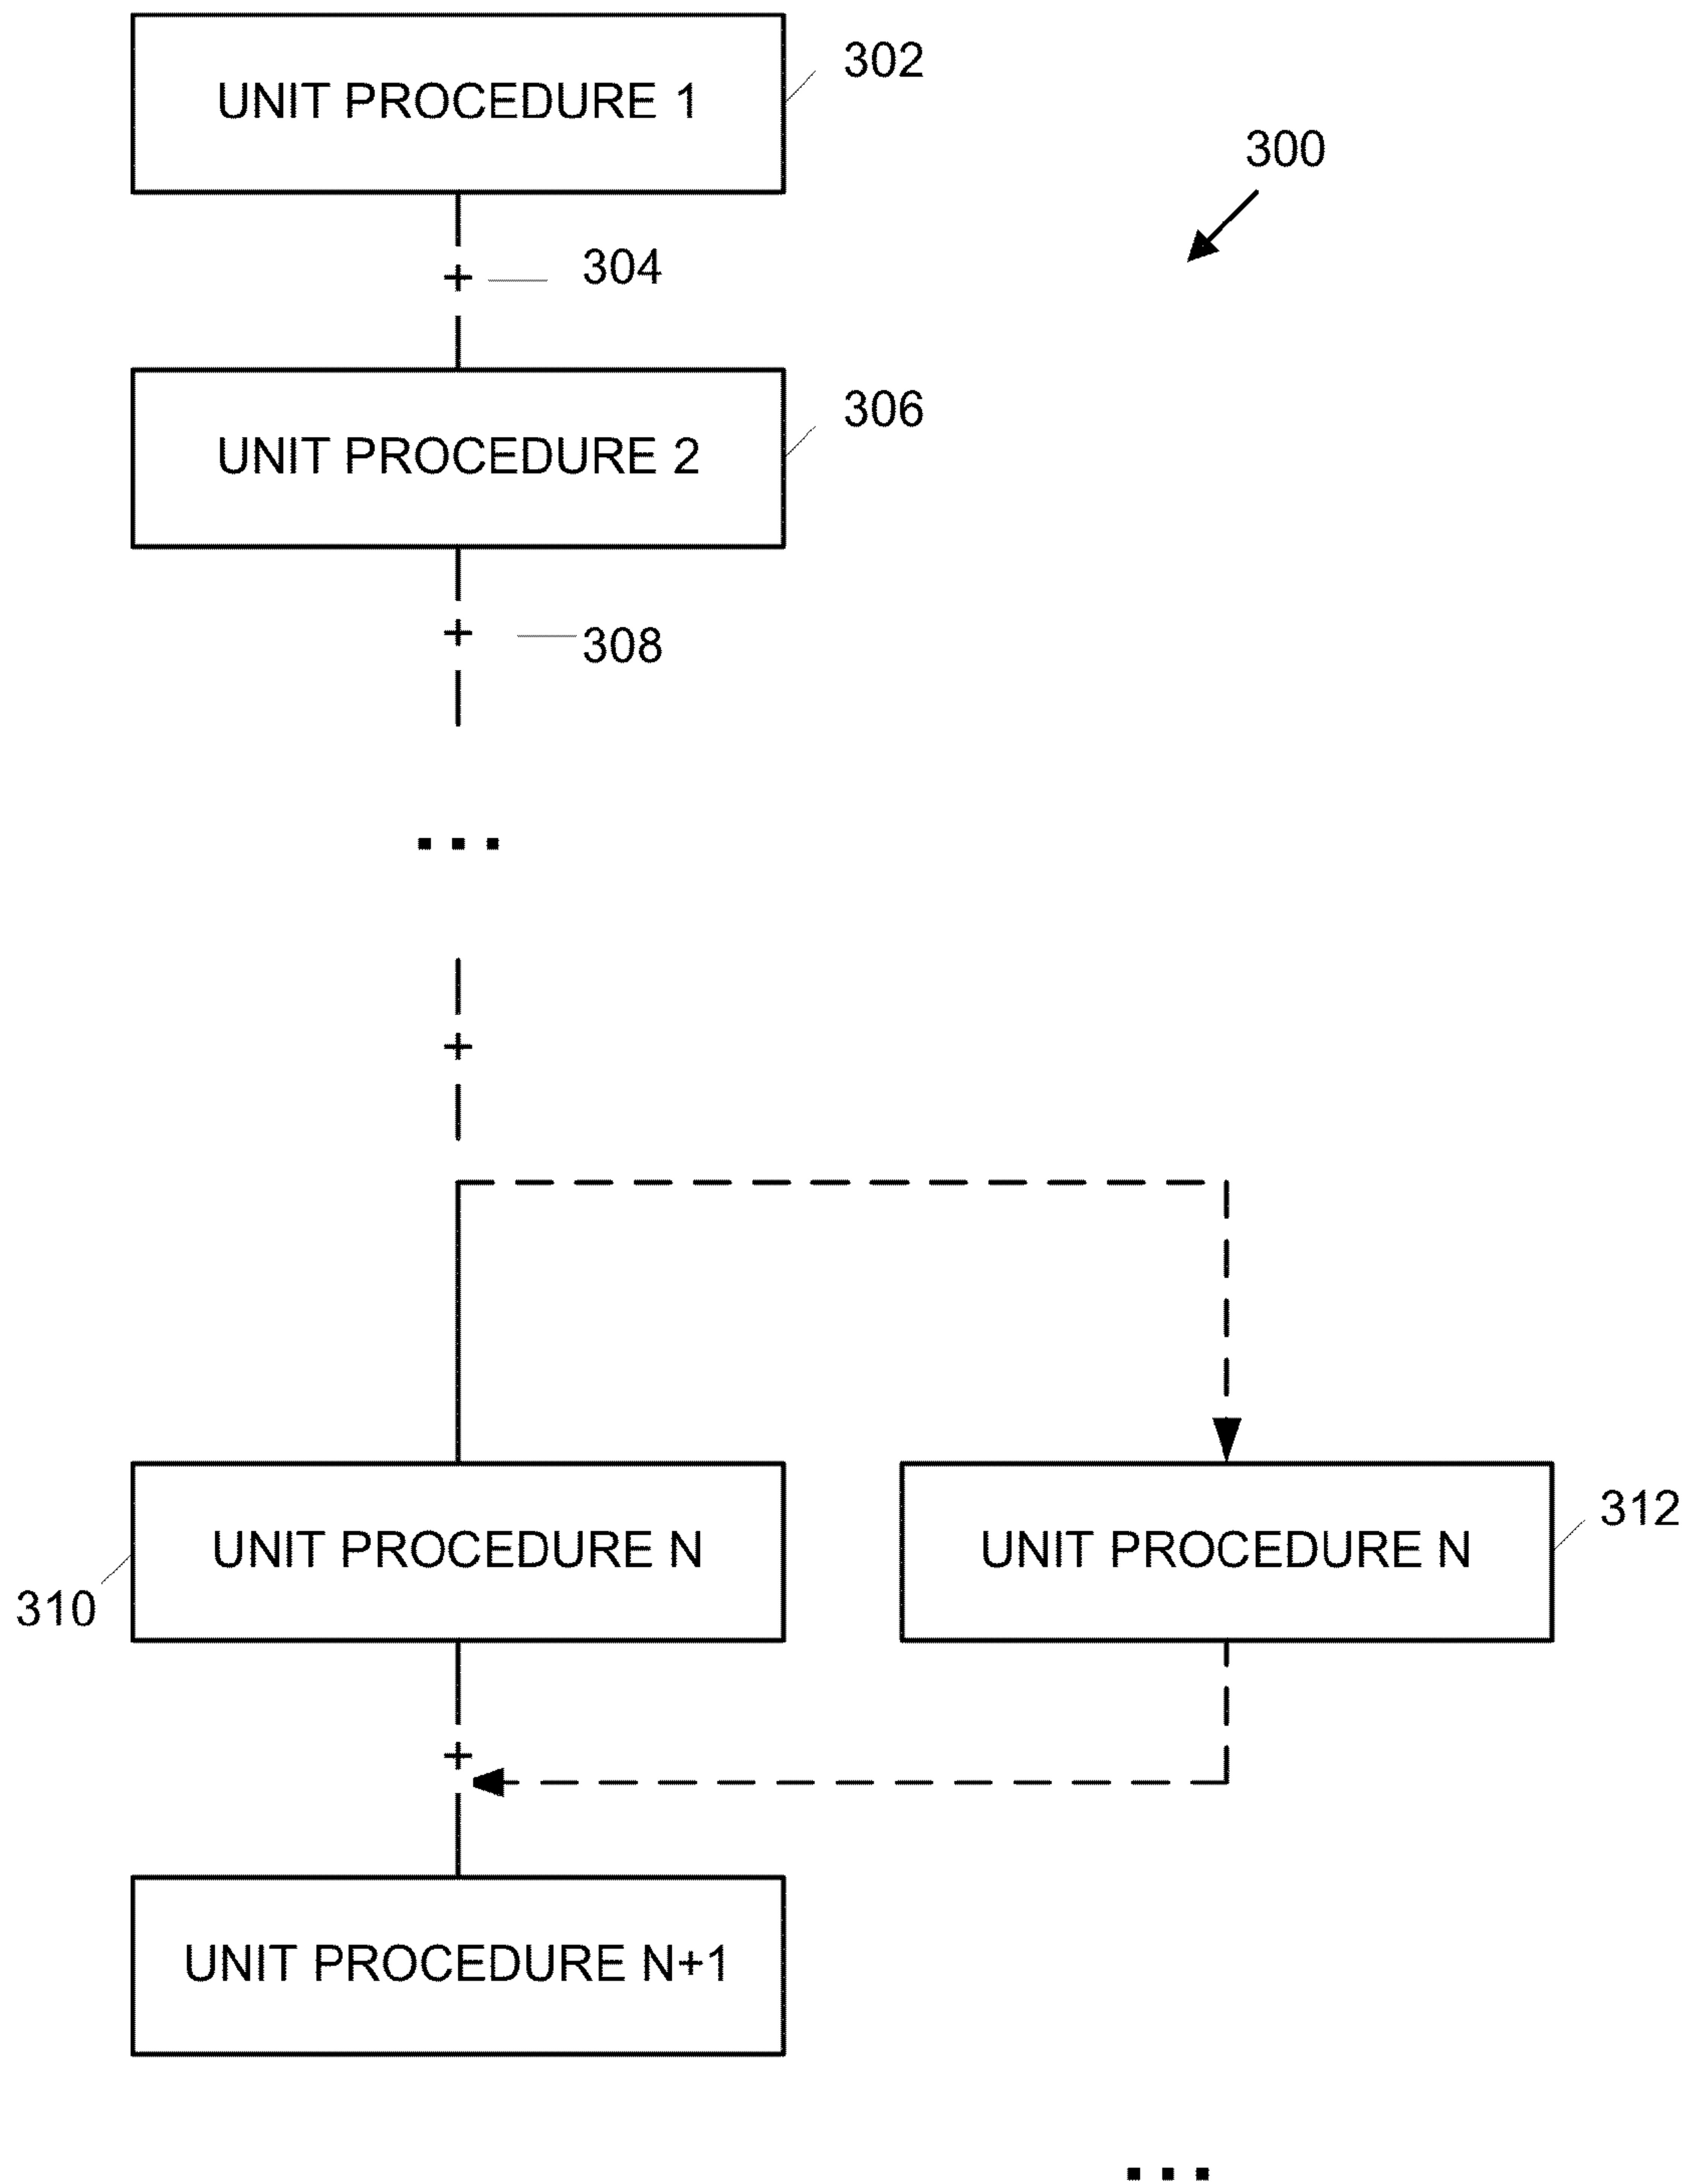 UNIT PROCEDURE 1
302
300
+
304
UNIT PROCEDURE 2
306
+
308
...
+
UNIT PROCEDURE N
310
UNIT PROCEDURE N
312
+
UNIT PROCEDURE N+1
...